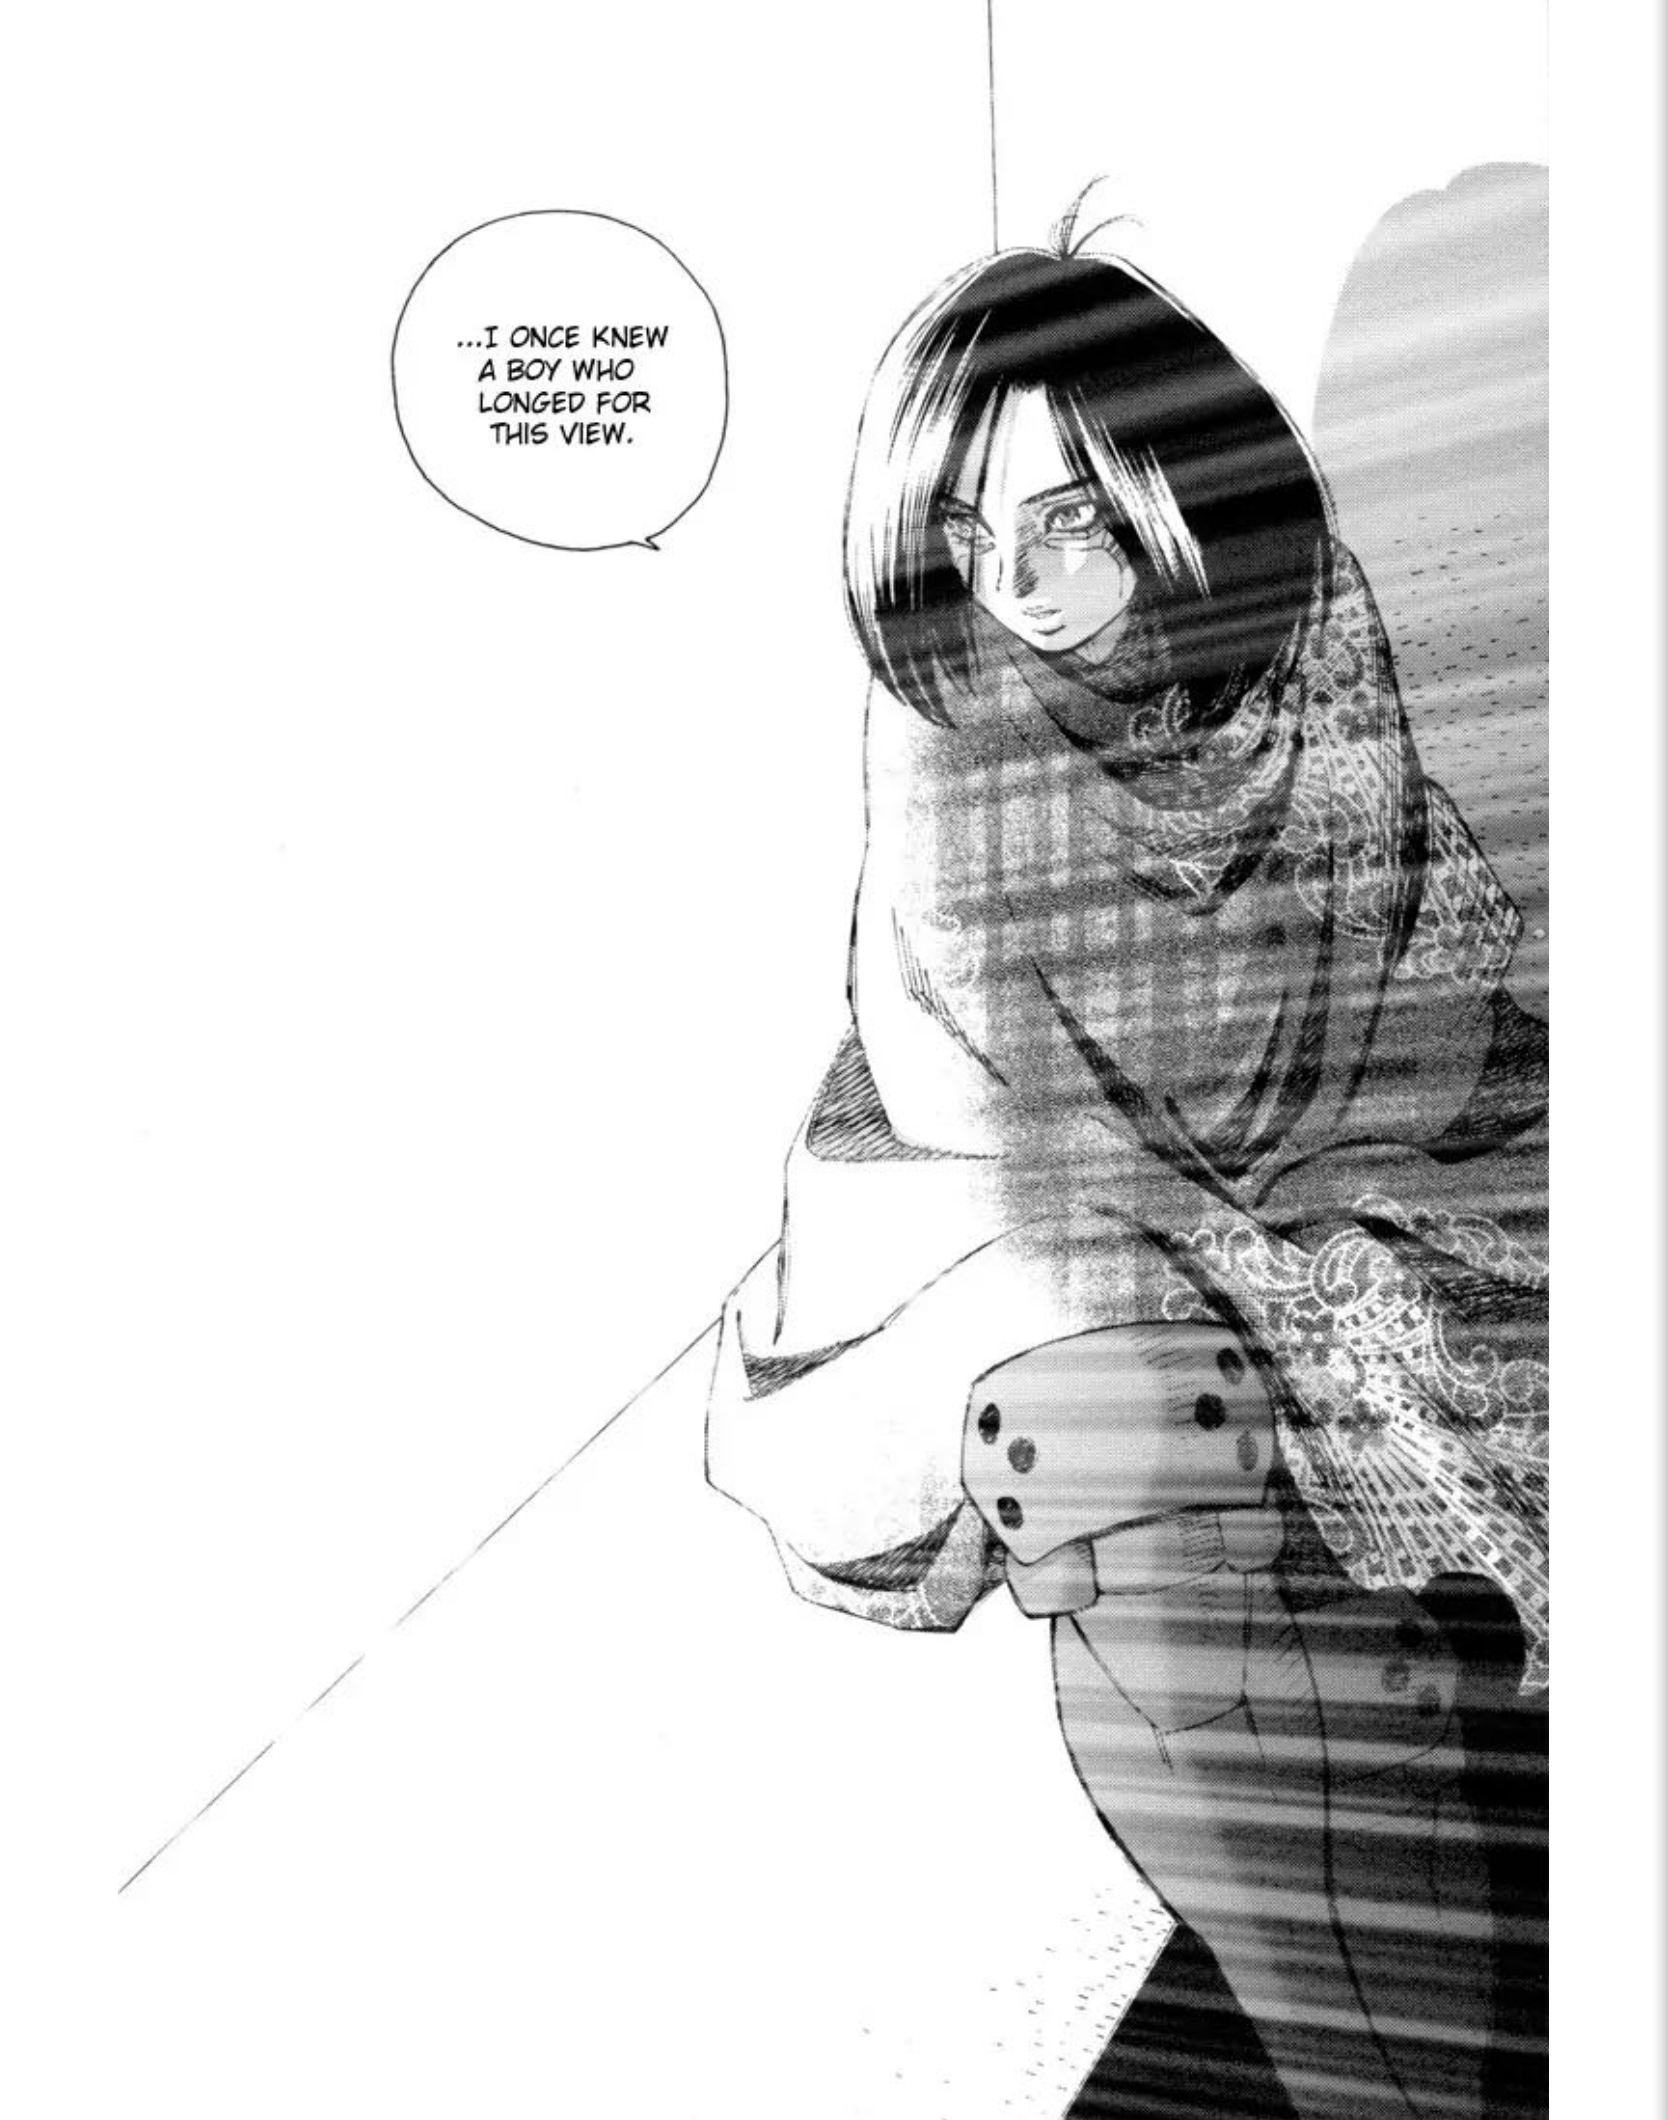 ...I ONCE KNEW
A BOY WHO
LONGED FOR
THIS VIEW.